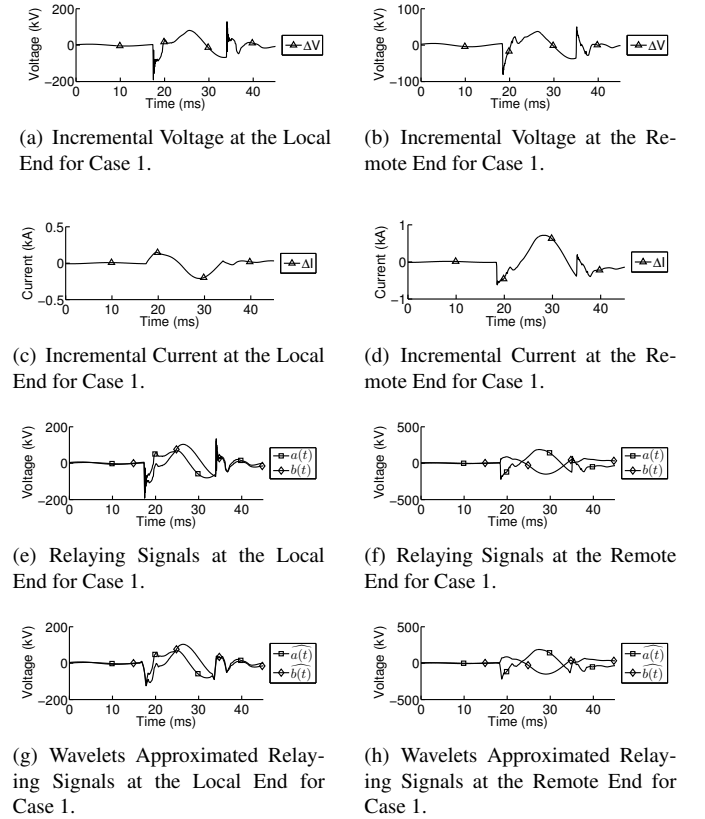 200
0
−200
Voltage (kV)
0 10 20 30 40
Time (ms)
ΔV
(a) Incremental Voltage at the Local
End for Case 1.
100
0
−100
Voltage (kV)
0 10 20 30 40
Time (ms)
ΔV
(b) Incremental Voltage at the Re-
mote End for Case 1.
0.5
0
−0.5
Current (kA)
0 10 20 30 40
Time (ms)
ΔI
(c) Incremental Current at the Local
End for Case 1.
1
0
−1
Current (kA)
0 10 20 30 40
Time (ms)
ΔI
(d) Incremental Current at the Re-
mote End for Case 1.
200
0
−200
Voltage (kV)
0 10 20 30 40
Time (ms)
a(t)
b(t)
(e) Relaying Signals at the Local
End for Case 1.
500
0
−500
Voltage (kV)
0 10 20 30 40
Time (ms)
a(t)
b(t)
(f) Relaying Signals at the Remote
End for Case 1.
200
0
−200
Voltage (kV)
0 10 20 30 40
Time (ms)
a(t)
b(t)
(g) Wavelets Approximated Relay-
ing Signals at the Local End for
Case 1.
500
0
−500
Voltage (kV)
0 10 20 30 40
Time (ms)
a(t)
b(t)
(h) Wavelets Approximated Relay-
ing Signals at the Remote End for
Case 1.